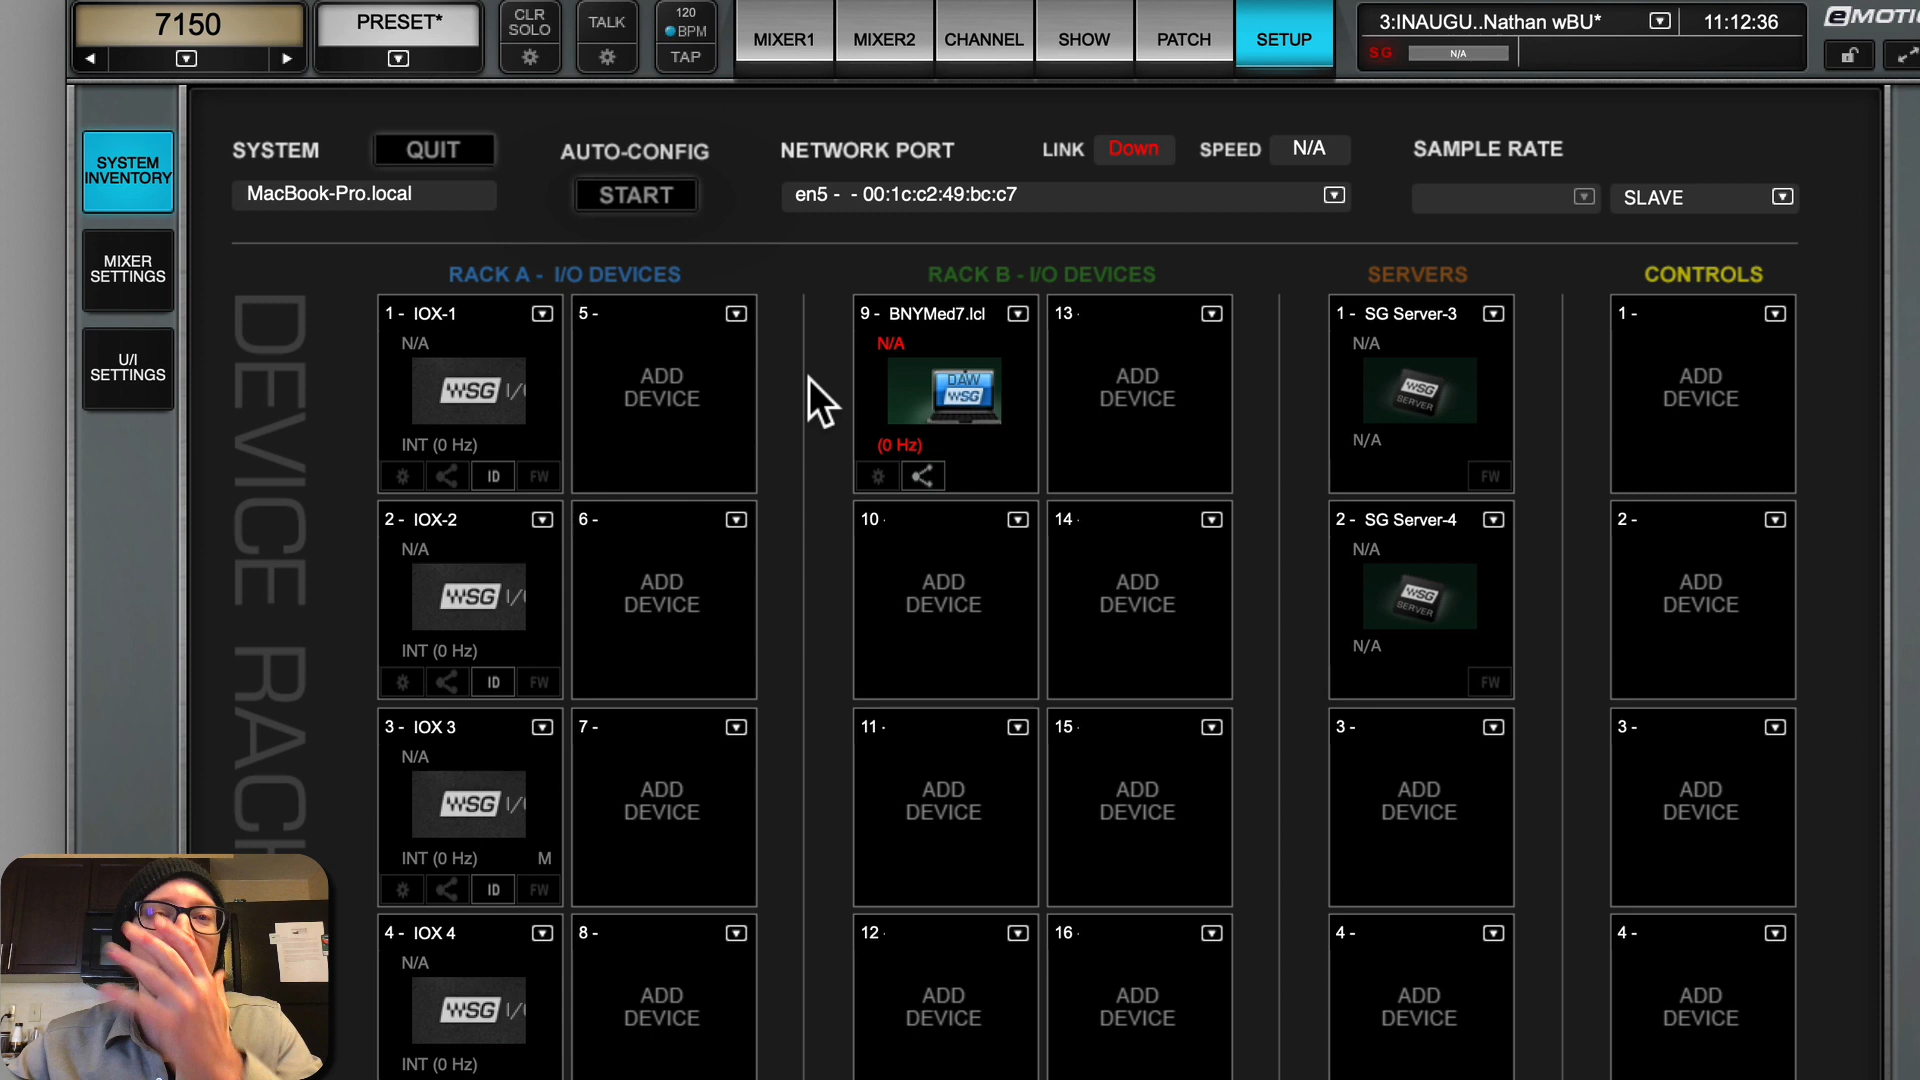 7150
PRESET*
CLR
SOLO
TALK
120
BPM
TAP
MIXER1
MIXER2
CHANNEL
SHOW
PATCH
SETUP
3:INAUGU..Nathan wBU*
11:12:36
SG
N/A
SYSTEM
INVENTORY
MIXER
SETTINGS
U/I
SETTINGS
SYSTEM
QUIT
MacBook-Pro.local
AUTO-CONFIG
START
NETWORK PORT
LINK
Down
SPEED
N/A
en5 - - 00:1c:c2:49:bc:c7
SAMPLE RATE
SLAVE
RACK A - I/O DEVICES
RACK B - I/O DEVICES
SERVERS
CONTROLS
1 - IOX-1
N/A
WSG I/
INT (0 Hz)
ID
FW
5 -
ADD
DEVICE
9 - BNYMed7.lcl
N/A
DAW
WSG
(0 Hz)
13
ADD
DEVICE
1 - SG Server-3
N/A
WSG
SERVER
N/A
FW
1 -
ADD
DEVICE
2 - IOX-2
N/A
WSG I/
INT (0 Hz)
ID
FW
6 -
ADD
DEVICE
10
ADD
DEVICE
14
ADD
DEVICE
2 - SG Server-4
N/A
WSG
SERVER
N/A
FW
2 -
ADD
DEVICE
3 - IOX 3
N/A
WSG I/
INT (0 Hz)
M
ID
FW
7 -
ADD
DEVICE
11
ADD
DEVICE
15
ADD
DEVICE
3 -
ADD
DEVICE
3 -
ADD
DEVICE
4 - IOX 4
N/A
WSG I/
INT (0 Hz)
8 -
ADD
DEVICE
12
ADD
DEVICE
16
ADD
DEVICE
4 -
ADD
DEVICE
4 -
ADD
DEVICE
DEVICE RACK